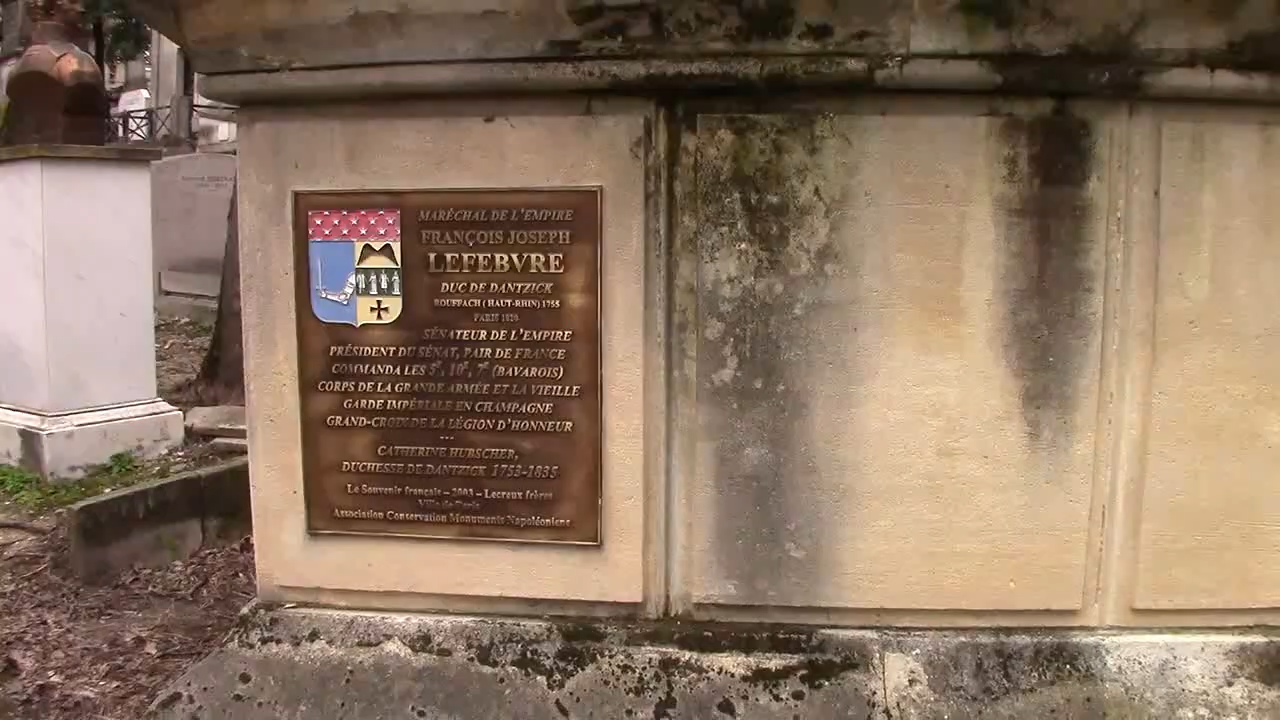 MARÉCHAL DE L'EMPIRE
FRANÇOIS JOSEPH
LEFEBVRE
DUC DE DANTZICK
ROUFFACH (HAUT-RHIN) 1755
PARIS 1820
SÉNATEUR DE L'EMPIRE
PRÉSIDENT DU SÉNAT, PAIR DE FRANCE
COMMANDA LES 5E, 10E, 7E (BAVAROIS)
CORPS DE LA GRANDE ARMÉE ET LA VIEILLE
GARDE IMPÉRIALE EN CHAMPAGNE
GRAND-CROIX DE LA LÉGION D'HONNEUR
---
CATHERINE HUBSCHER,
DUCHESSE DE DANTZICK 1753-1835
Le Souvenir français – 2003 – Lecreux frères
Ville de Paris
Association Conservation Monuments Napoléoniens